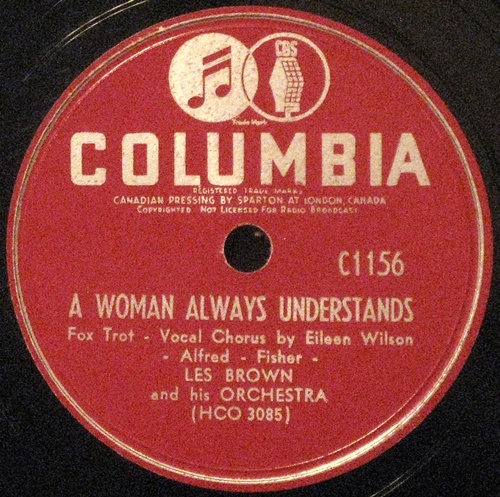 CBS
Trade Mark
COLUMBIA
REGISTERED TRADE MARKS
CANADIAN PRESSING BY SPARTON AT LONDON, CANADA
COPYRIGHTED. NOT LICENSED FOR RADIO BROADCAST
C1156
A WOMAN ALWAYS UNDERSTANDS
Fox Trot - Vocal Chorus by Eileen Wilson
- Alfred - Fisher -
LES BROWN
and his ORCHESTRA
(HCO 3085)